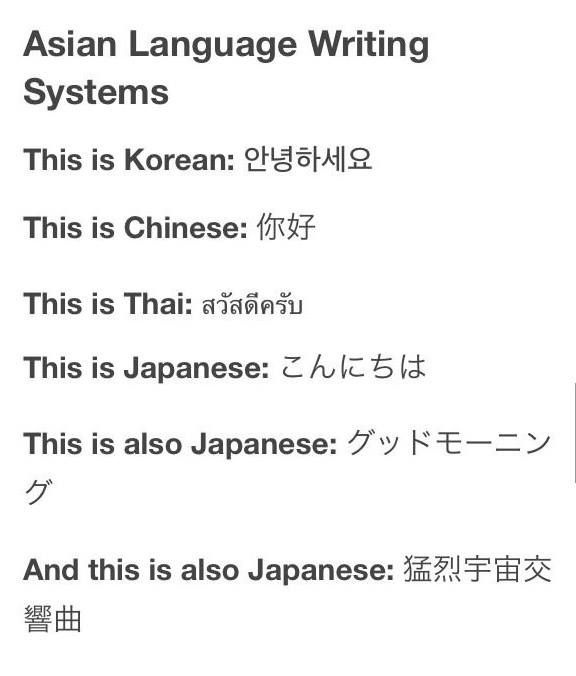 Asian Language Writing
Systems
This is Korean: 안녕하세요
This is Chinese: 你好
This is Thai: สวัสดีครับ
This is Japanese: こんにちは
This is also Japanese: グッドモーニン
グ
And this is also Japanese: 猛烈宇宙交
響曲